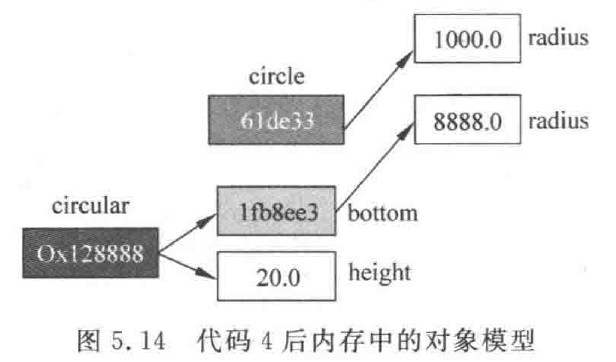 1000.0 radius
circle
61de33
8888.0 radius
circular
1fb8ee3 bottom
Ox128888
20.0 height
图 5.14 代码 4 后内存中的对象模型